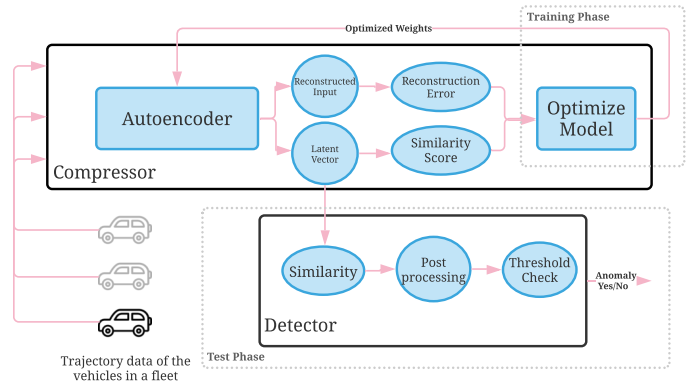 Training Phase
Optimized Weights
Autoencoder
Reconstructed
Input
Reconstruction
Error
Optimize
Model
Latent
Vector
Similarity
Score
Compressor
Similarity
Post
processing
Threshold
Check
Anomaly
Yes/No
Detector
Test Phase
Trajectory data of the
vehicles in a fleet